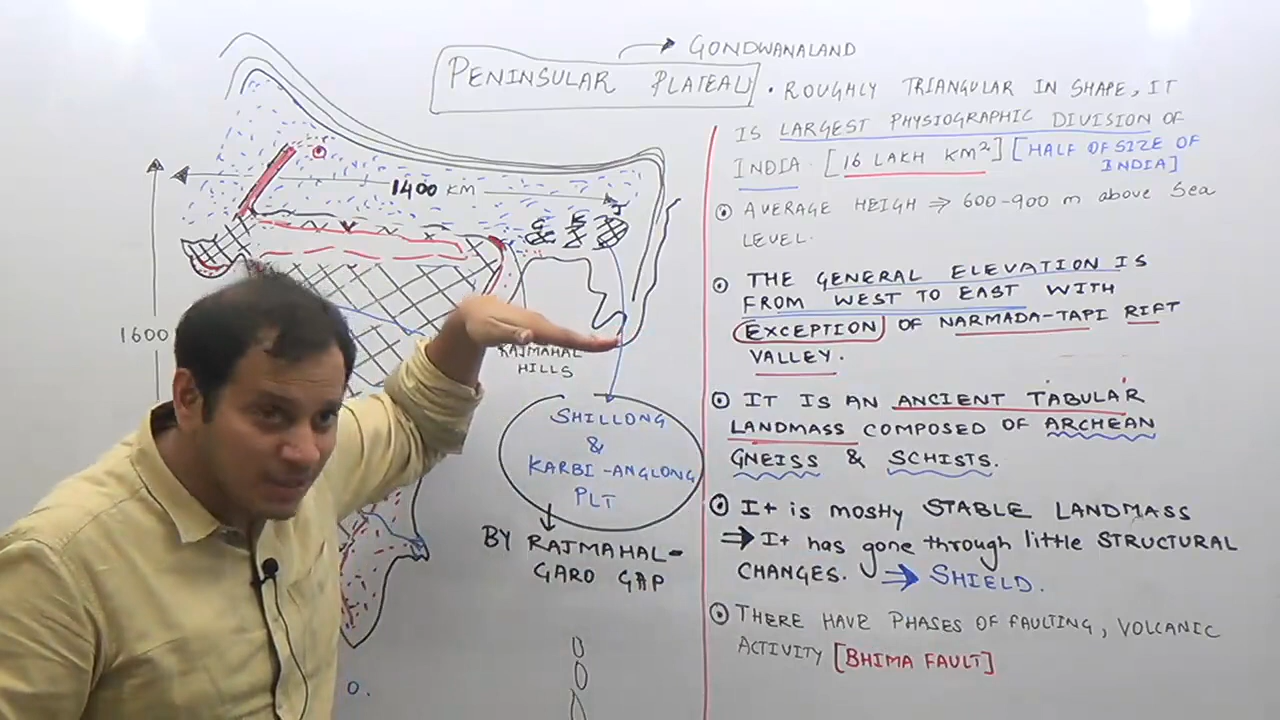 GONDWANALAND
PENINSULAR PLATEAU
• ROUGHLY TRIANGULAR IN SHAPE, IT
IS LARGEST PHYSIOGRAPHIC DIVISION OF
INDIA. [16 LAKH KM²] [HALF OF SIZE OF
INDIA]
AVERAGE HEIGH ⇒ 600-900 m above Sea
LEVEL.
THE GENERAL ELEVATION IS
FROM WEST TO EAST WITH
EXCEPTION OF NARMADA-TAPI RIFT
VALLEY.
IT IS AN ANCIENT TABULAR
LANDMASS COMPOSED OF ARCHEAN
GNEISS & SCHISTS.
It is mostly STABLE LANDMASS
⇒ It has gone through little STRUCTURAL
CHANGES. ⇒ SHIELD.
THERE HAVE PHASES OF FAULTING, VOLCANIC
ACTIVITY [BHIMA FAULT]
1400 KM
G K J
1600
RAJMAHAL
HILLS
SHILLONG
&
KARBI-ANGLONG
PLT
BY RAJMAHAL-
GARO GAP